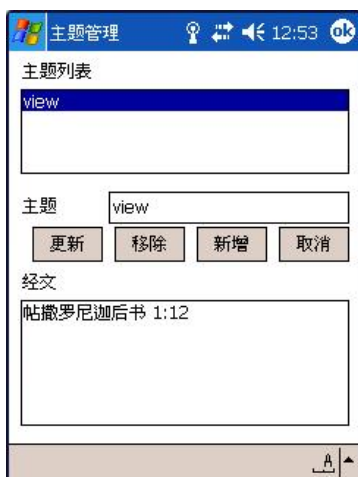 主题管理 12:53 ok
主题列表
view
主题 view
更新 移除 新增 取消
经文
帖撒罗尼迦后书 1:12
A